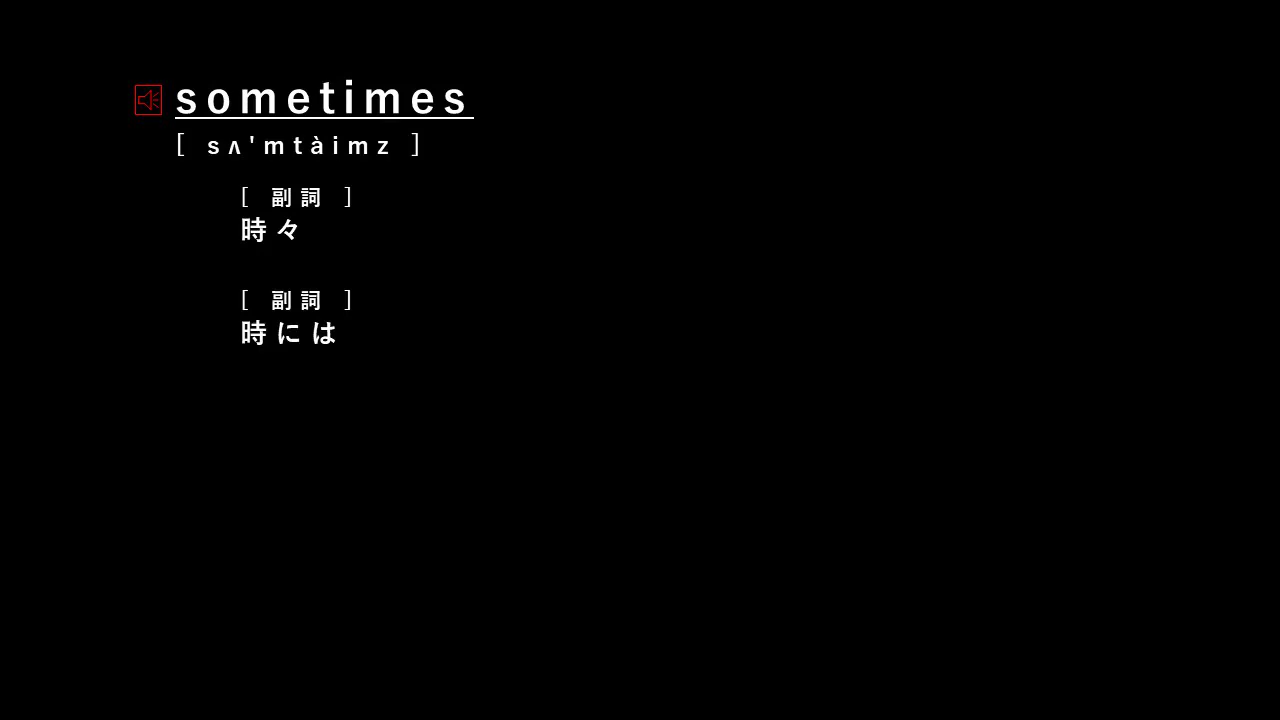 sometimes
[ sʌ'mtàimz ]
[ 副詞 ]
時々
[ 副詞 ]
時には